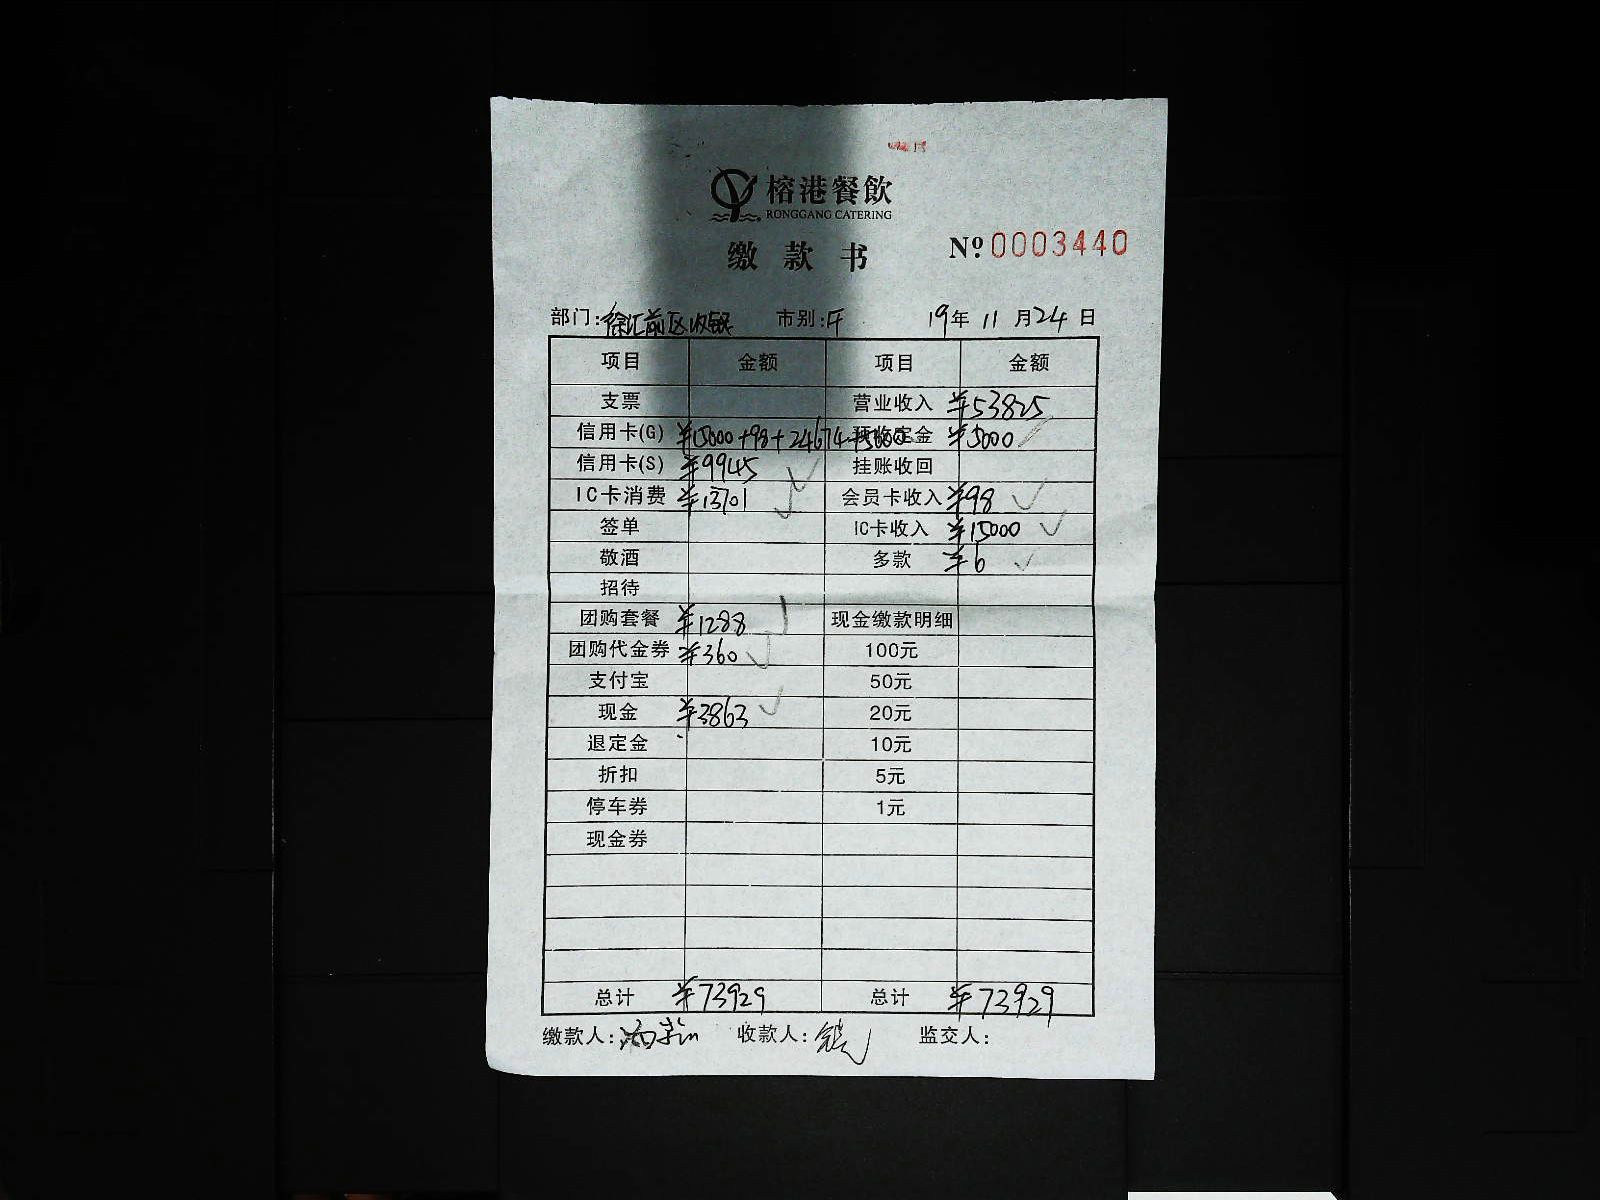 榕港餐飲
RONGGANG CATERING
缴款书 № 0003440
部门:徐汇前区收银 市别:午 19年11月24日
项目 金额 项目 金额
支票 营业收入 ¥53825
信用卡(G) ¥15000+98+24674+5000 预收定金 ¥5000
信用卡(S) ¥9945 挂账收回
IC卡消费 ¥13701 会员卡收入 ¥98
签单 IC卡收入 ¥15000
敬酒 多款 ¥6
招待
团购套餐 ¥1288 现金缴款明细
团购代金券 ¥360 100元
支付宝 50元
现金 ¥3863 20元
退定金 10元
折扣 5元
停车券 1元
现金券
总计 ¥73929 总计 ¥73929
缴款人: 收款人: 监交人: